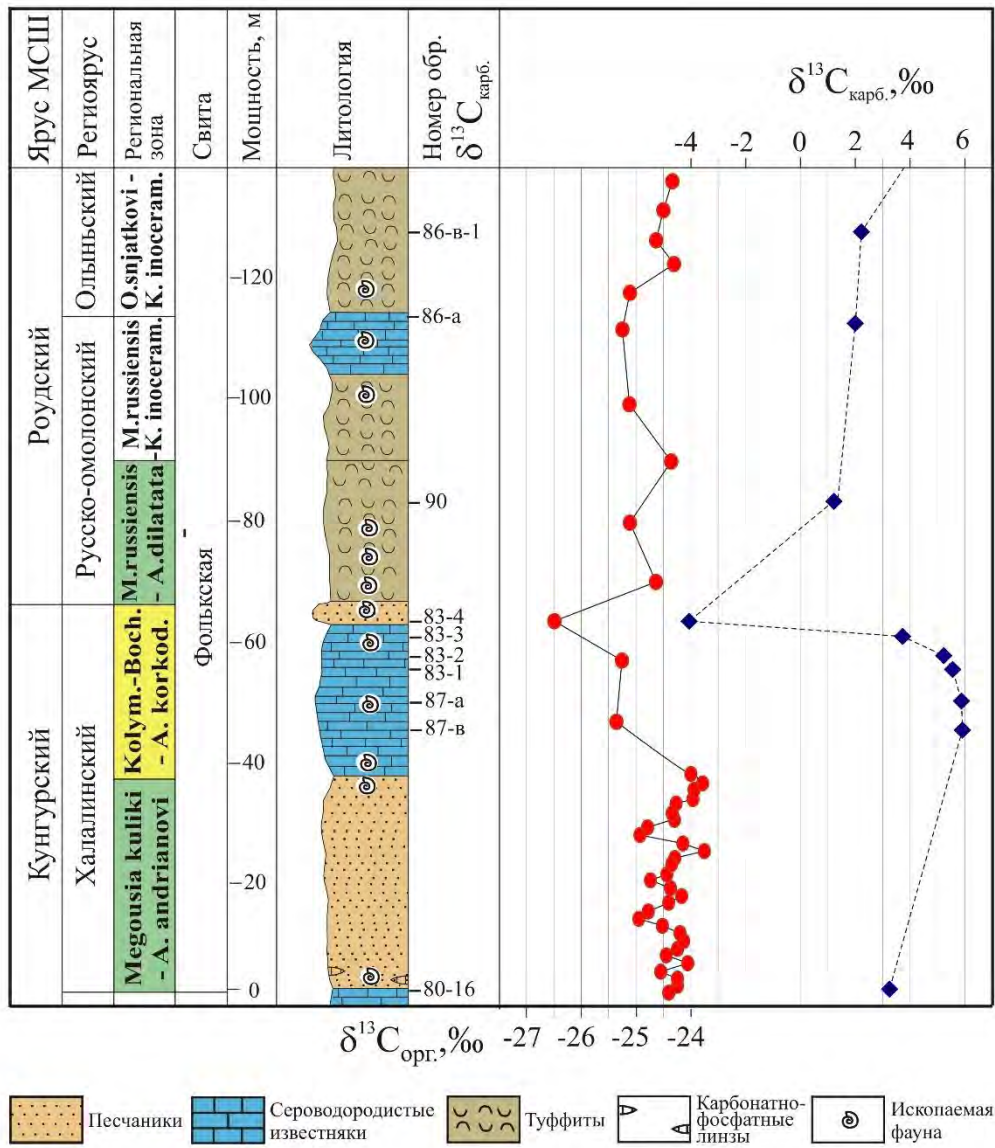 Ярус МСШ
Региоярус
Региональная
зона
Свита
Мощность, м
Литология
Номер обр.
δ¹³Cкарб.
δ¹³Cкарб.,‰
-4 -2 0 2 4 6
Роудский
Кунгурский
Олыньский
Русско-омолонский
Халалинский
O.snjatkovi -
K. inoceram.
M.russiensis
-K. inoceram.
M.russiensis
- A.dilatata
Kolym.-Boch.
- A. korkod.
Megousia kuliki
- A. andrianovi
-
Фолькская
–120
–100
– 80
– 60
– 40
– 20
– 0
86-в-1
86-а
90
83-4
83-3
83-2
83-1
87-а
87-в
80-16
δ¹³Cорг.,‰
-27 -26 -25 -24
Песчаники
Сероводородистые
известняки
Туффиты
Карбонатно-
фосфатные
линзы
Ископаемая
фауна